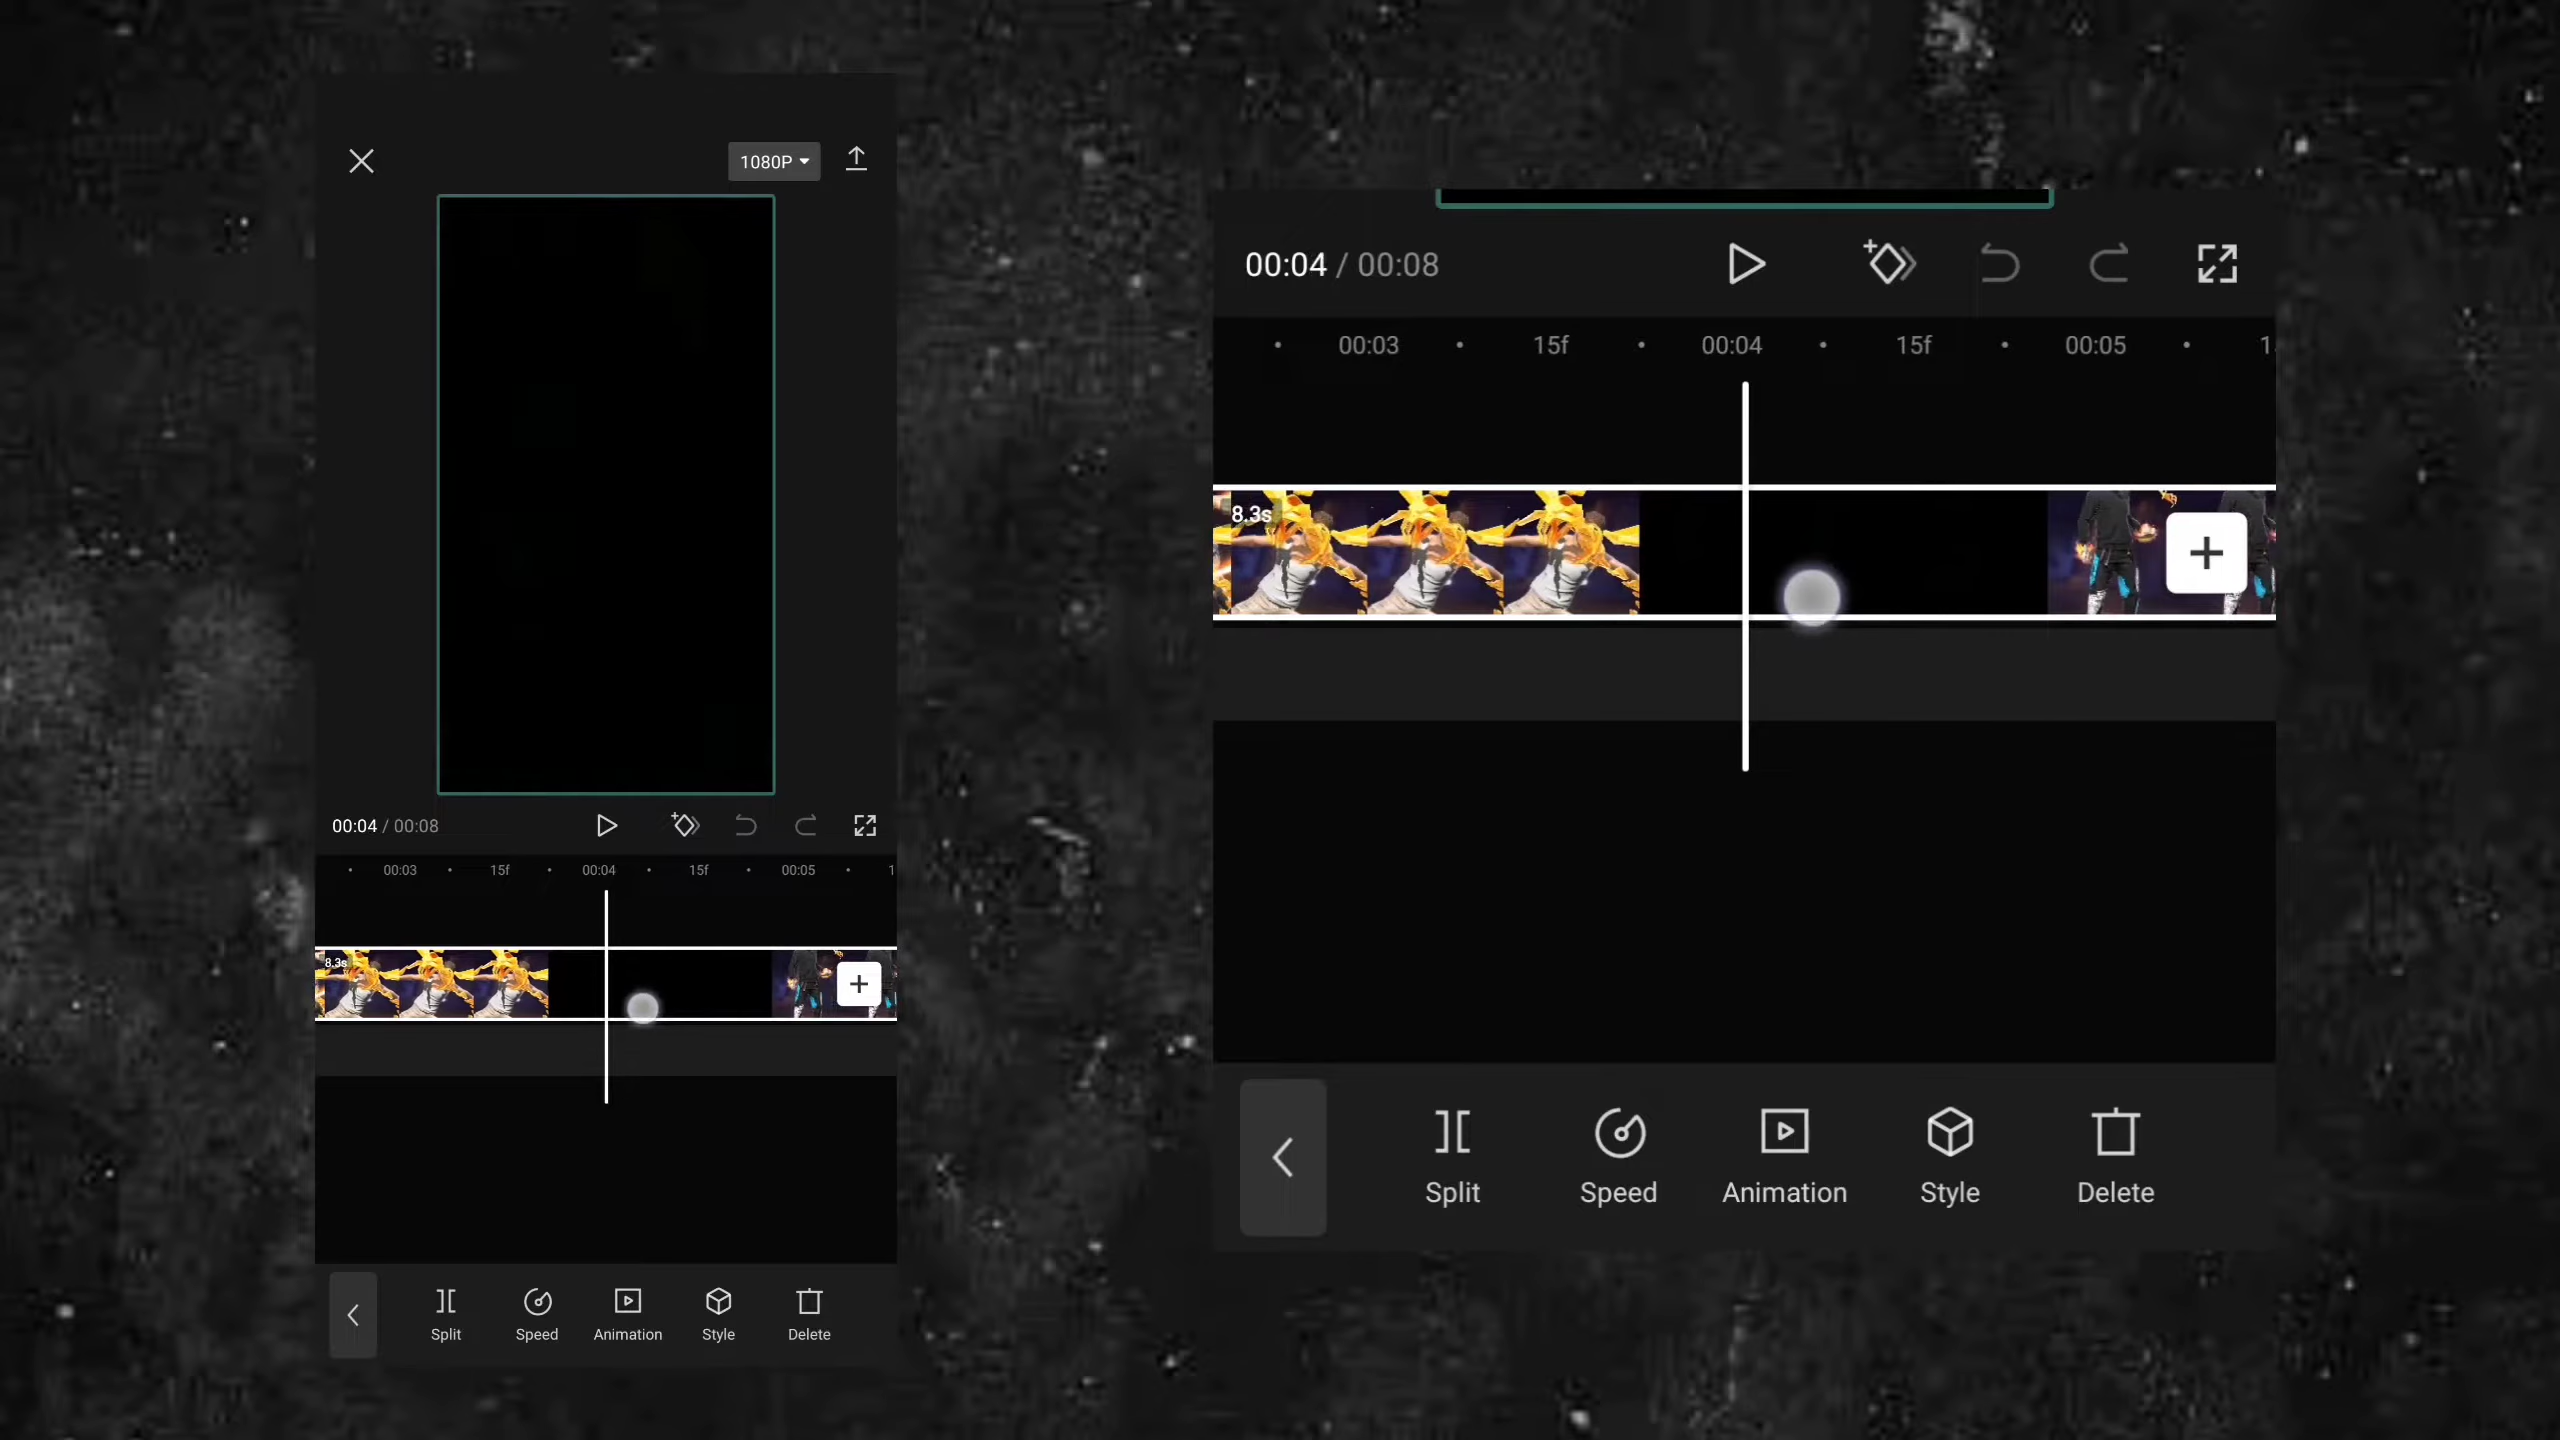 1080P
00:04 / 00:08
00:03 15f 00:04 15f 00:05 1
8.3s
Split Speed Animation Style Delete
00:04 / 00:08
00:03 15f 00:04 15f 00:05 1
8.3s
Split Speed Animation Style Delete